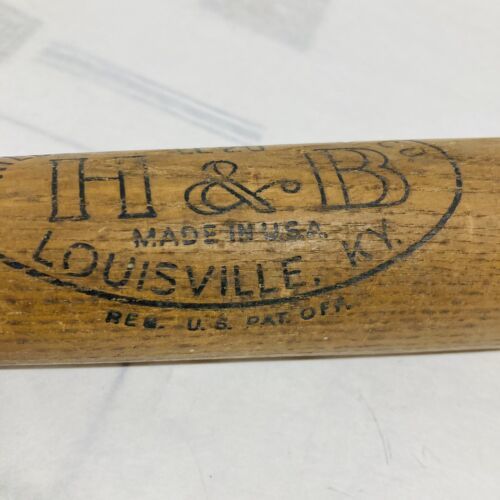 H & B
MADE IN U.S.A.
LOUISVILLE, KY.
REG. U.S. PAT. OFF.